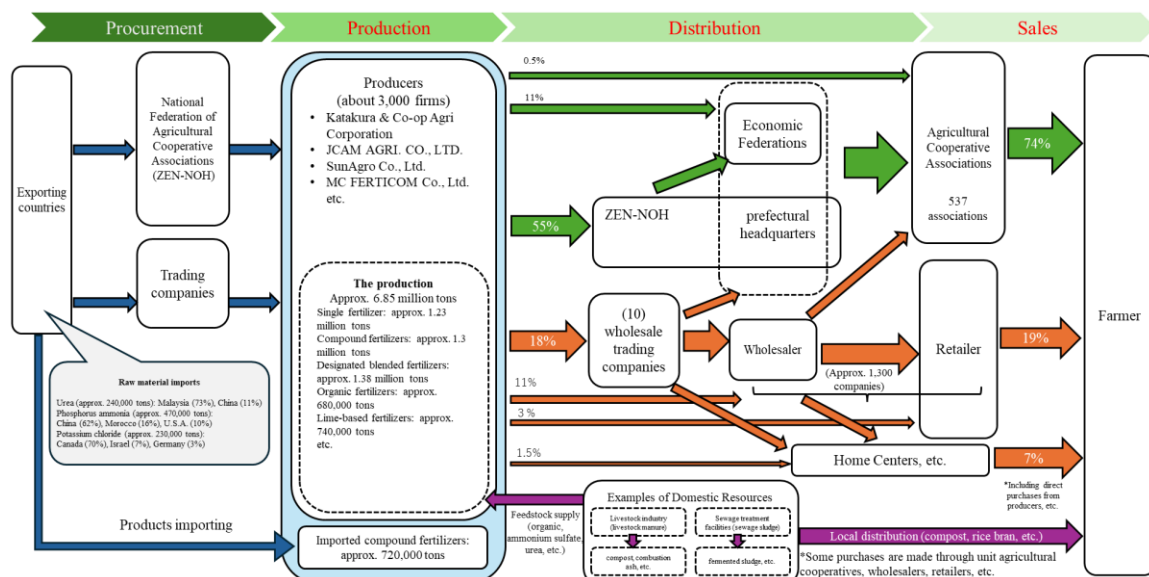 Procurement
Production
Distribution
Sales
Exporting
countries
National
Federation of
Agricultural
Cooperative
Associations
(ZEN-NOH)
Trading
companies
Raw material imports
Urea (approx. 240,000 tons): Malaysia (73%), China (11%)
Phosphorus ammonia (approx. 470,000 tons):
China (62%), Morocco (16%), U.S.A. (10%)
Potassium chloride (approx. 230,000 tons):
Canada (70%), Israel (7%), Germany (3%)
Products importing
Producers
(about 3,000 firms)
• Katakura & Co-op Agri
Corporation
• JCAM AGRI. CO., LTD.
• SunAgro Co., Ltd.
• MC FERTICOM Co., Ltd.
etc.
The production
Approx. 6.85 million tons
Single fertilizer: approx. 1.23
million tons
Compound fertilizers: approx. 1.3
million tons
Designated blended fertilizers:
approx. 1.38 million tons
Organic fertilizers: approx.
680,000 tons
Lime-based fertilizers: approx.
740,000 tons
etc.
Imported compound fertilizers:
approx. 720,000 tons
0.5%
11%
55%
18%
11%
3 %
1.5%
Economic
Federations
ZEN-NOH
prefectural
headquarters
(10)
wholesale
trading
companies
Wholesaler
(Approx. 1,300
companies)
Home Centers, etc.
Agricultural
Cooperative
Associations
537
associations
Retailer
74%
19%
7%
*Including direct
purchases from
producers, etc.
Farmer
Feedstock supply
(organic,
ammonium sulfate,
urea, etc.)
Examples of Domestic Resources
Livestock industry
(livestock manure)
Sewage treatment
facilities (sewage sludge)
compost, combustion
ash, etc.
fermented sludge, etc.
Local distribution (compost, rice bran, etc.)
*Some purchases are made through unit agricultural
cooperatives, wholesalers, retailers, etc.